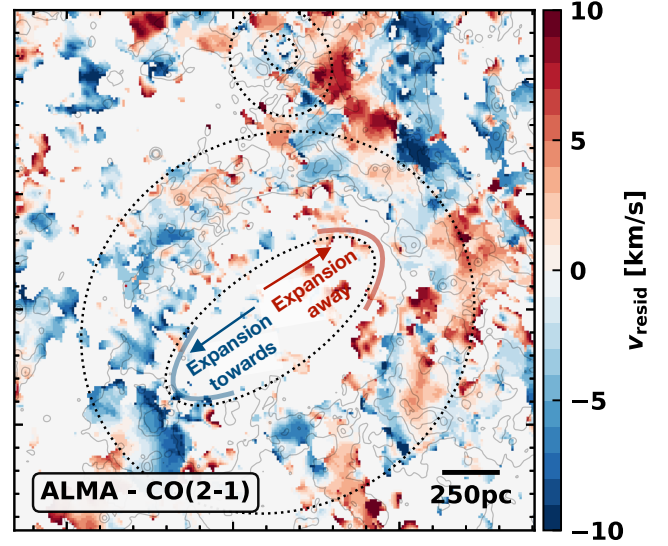 10
5
0
−5
−10
v_resid [km/s]
Expansion
away
Expansion
towards
ALMA - CO(2-1)
250pc